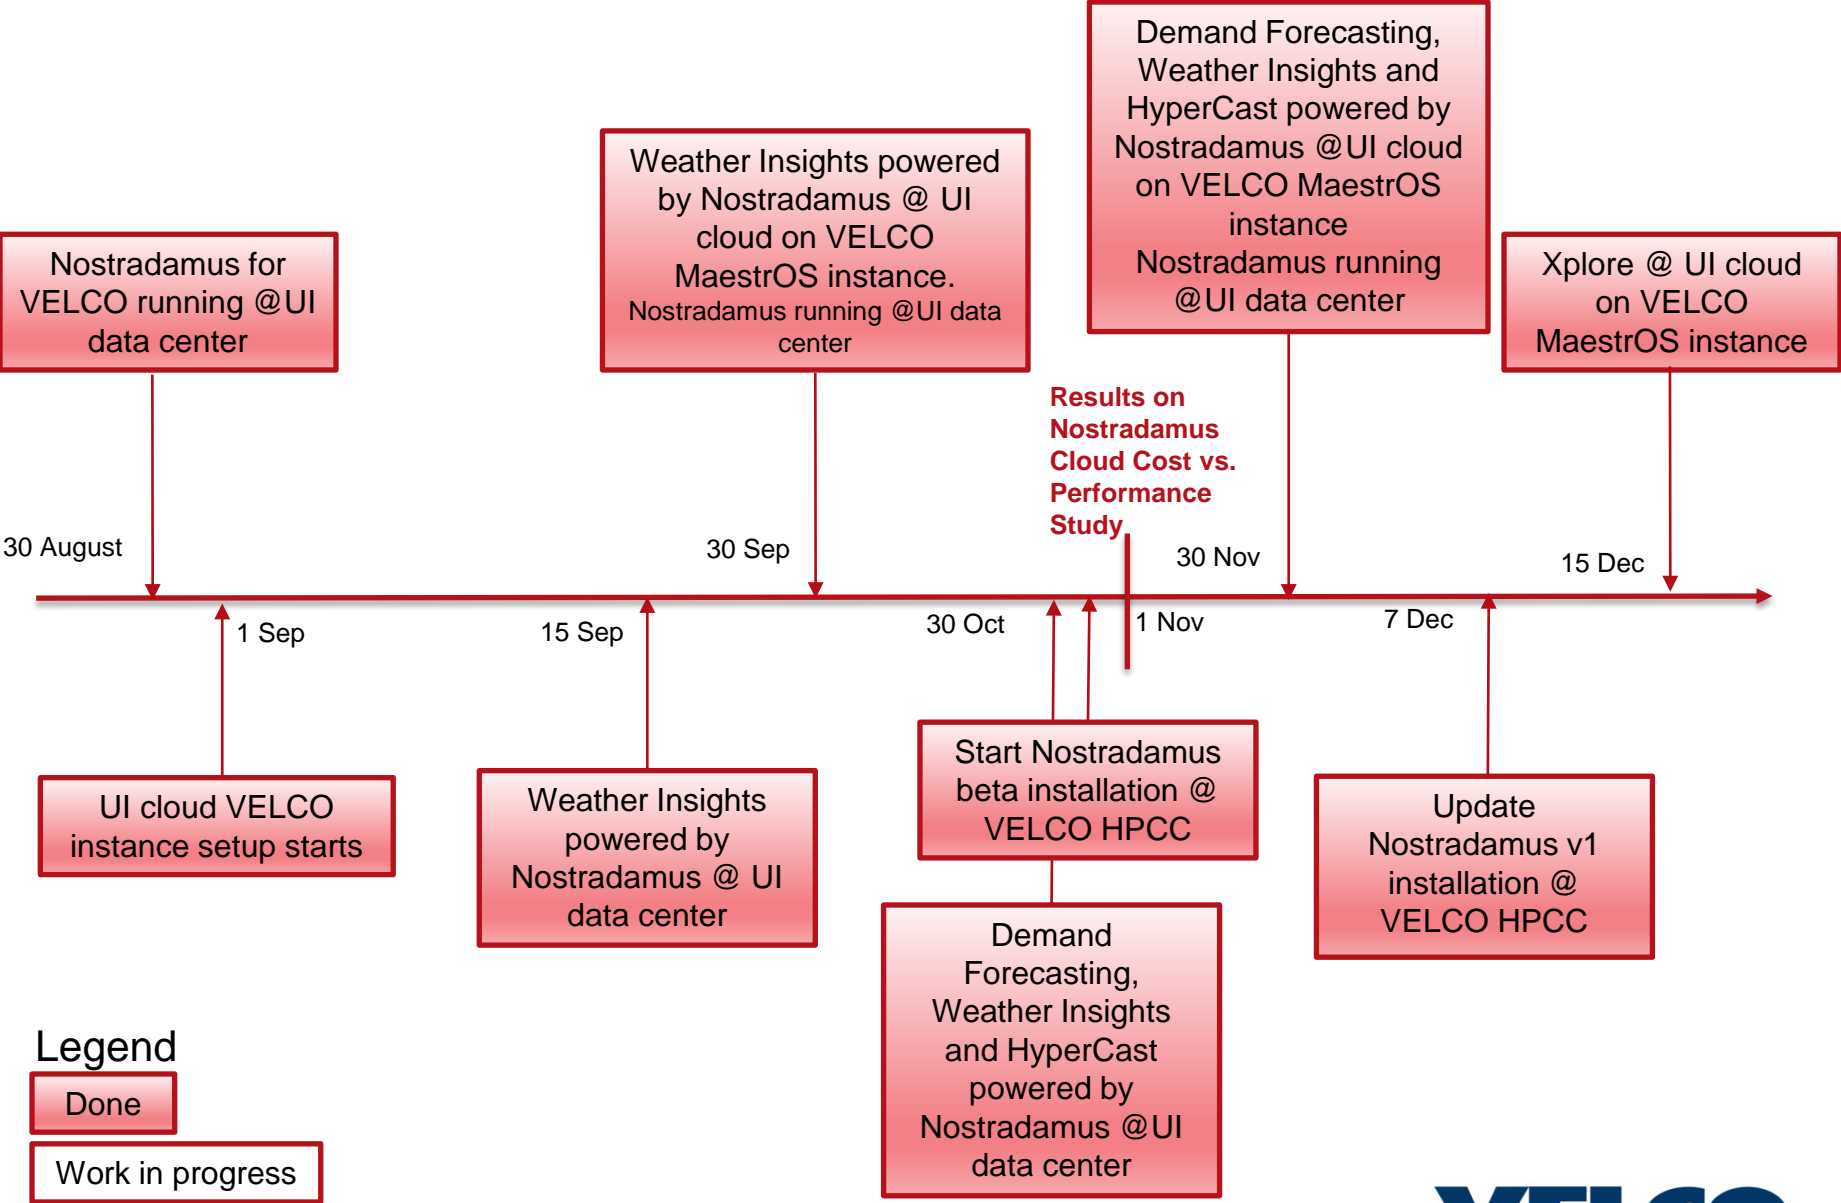 Demand Forecasting,
Weather Insights and
HyperCast powered by
Nostradamus @UI cloud
on VELCO MaestrOS
instance
Nostradamus running
@UI data center
Weather Insights powered
by Nostradamus @ UI
cloud on VELCO
MaestrOS instance.
Nostradamus running @UI data
center
Nostradamus for
VELCO running @UI
data center
Xplore @ UI cloud
on VELCO
MaestrOS instance
Results on
Nostradamus
Cloud Cost vs.
Performance
Study
30 August
30 Sep
30 Nov
15 Dec
1 Sep
15 Sep
30 Oct
1 Nov
7 Dec
UI cloud VELCO
instance setup starts
Weather Insights
powered by
Nostradamus @ UI
data center
Start Nostradamus
beta installation @
VELCO HPCC
Update
Nostradamus v1
installation @
VELCO HPCC
Demand
Forecasting,
Weather Insights
and HyperCast
powered by
Nostradamus @UI
data center
Legend
Done
Work in progress
VELCO